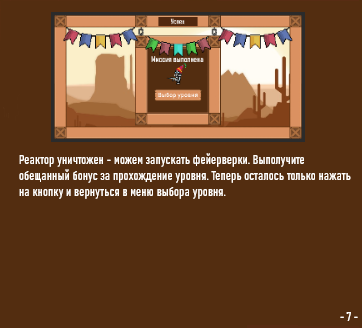 Успех
Миссия выполнена
Выбор уровня
Реактор уничтожен - можем запускать фейерверки. Выполучите
обещанный бонус за прохождение уровня. Теперь осталось только нажать
на кнопку и вернуться в меню выбора уровня.
- 7 -